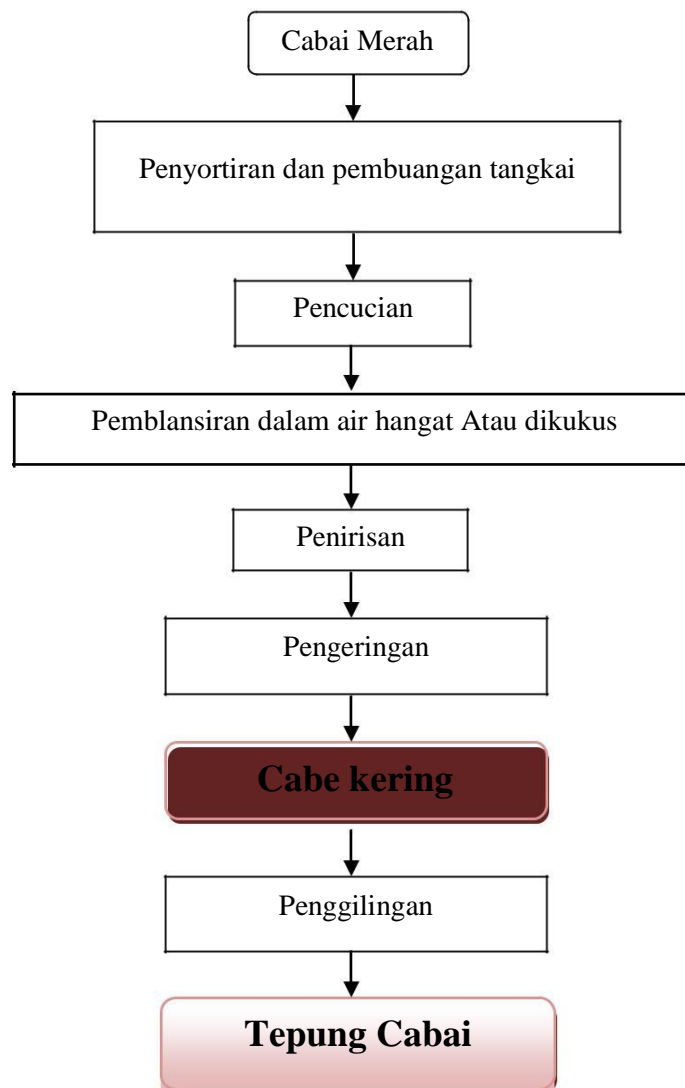 Cabai Merah
Penyortiran dan pembuangan tangkai
Pencucian
Pemblansiran dalam air hangat Atau dikukus
Penirisan
Pengeringan
Cabe kering
Penggilingan
Tepung Cabai